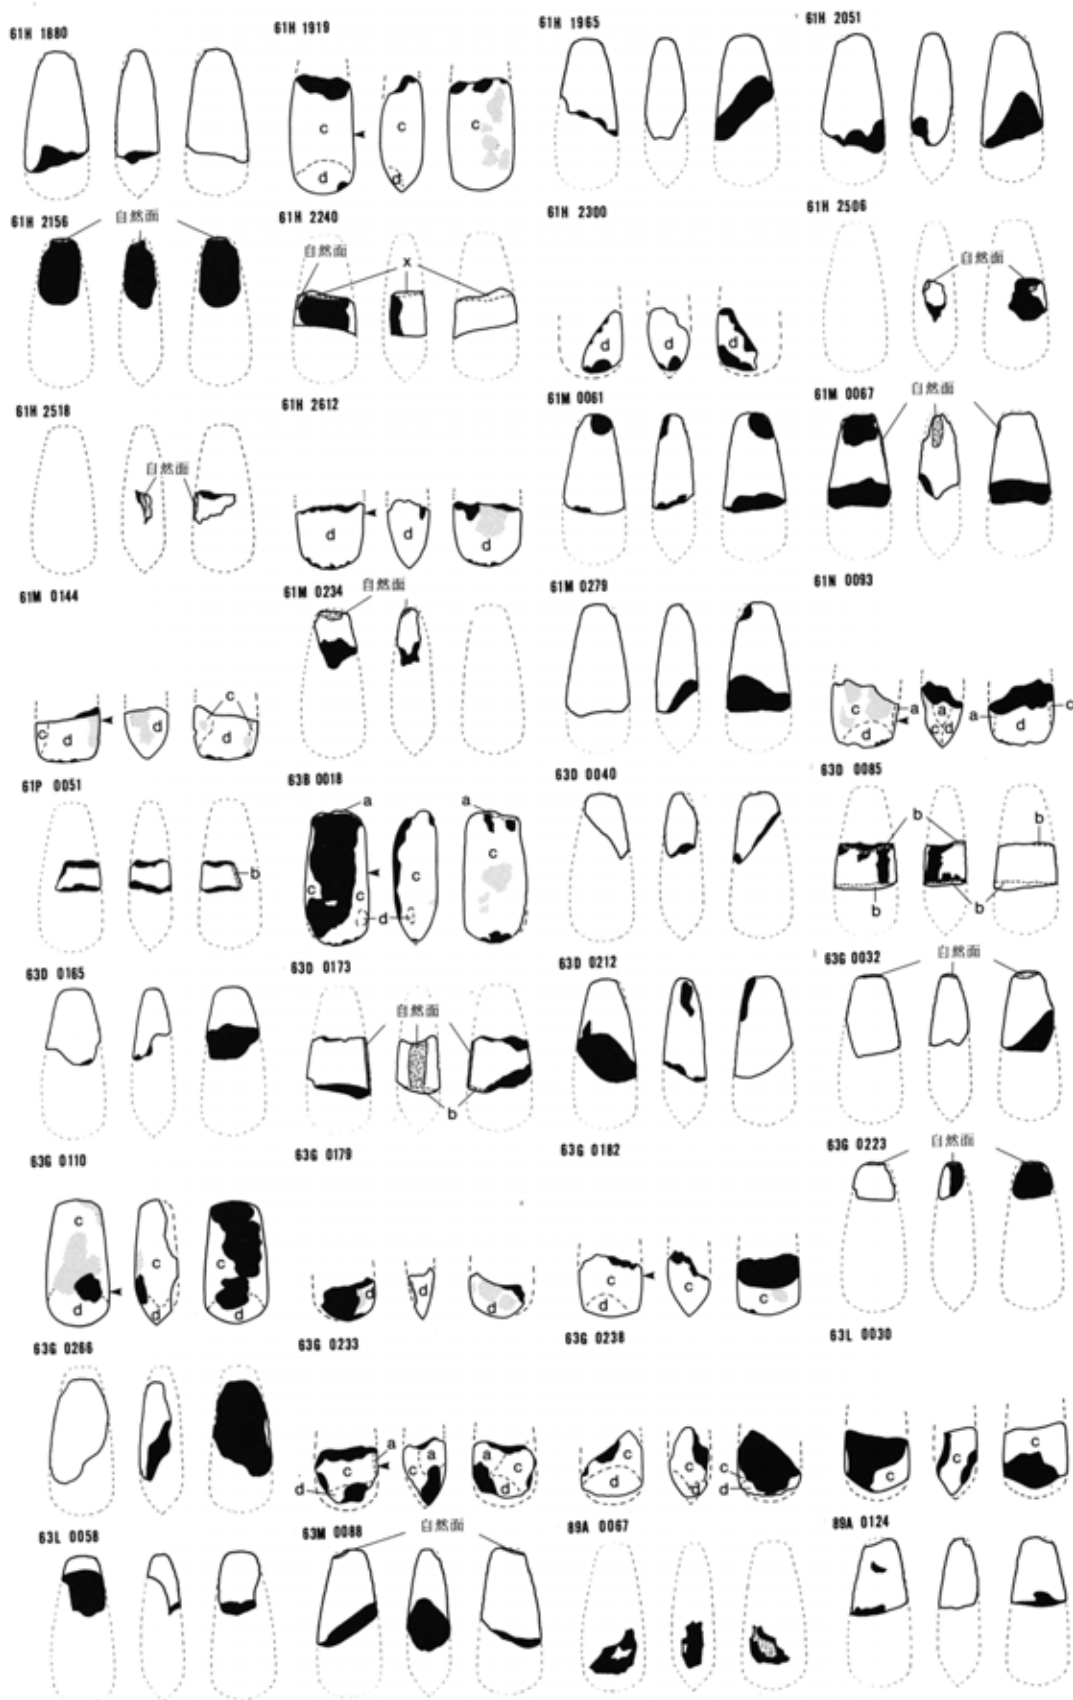 61H 1880
61H 1919
61H 1965
61H 2051
c
c
c
d
d
61H 2156
自然面
61H 2240
自然面
x
61H 2300
d
d
d
61H 2506
自然面
61H 2518
自然面
61H 2612
d
d
d
61M 0061
61M 0067
自然面
61M 0144
c
d
d
c
d
61M 0234
自然面
61M 0279
61N 0093
c
d
a
a
c
d
a
d
c
61P 0051
b
63B 0018
a
a
c
c
c
c
d
63D 0040
63D 0085
b
b
b
b
63D 0165
63D 0173
自然面
b
63D 0212
63G 0032
自然面
63G 0110
c
d
c
d
c
d
63G 0179
d
d
d
63G 0182
c
d
c
c
63G 0223
自然面
63G 0266
63G 0233
c
d
a
a
c
a
c
d
63G 0238
c
d
c
d
c
d
63L 0030
c
c
c
63L 0058
63M 0088
自然面
89A 0067
89A 0124